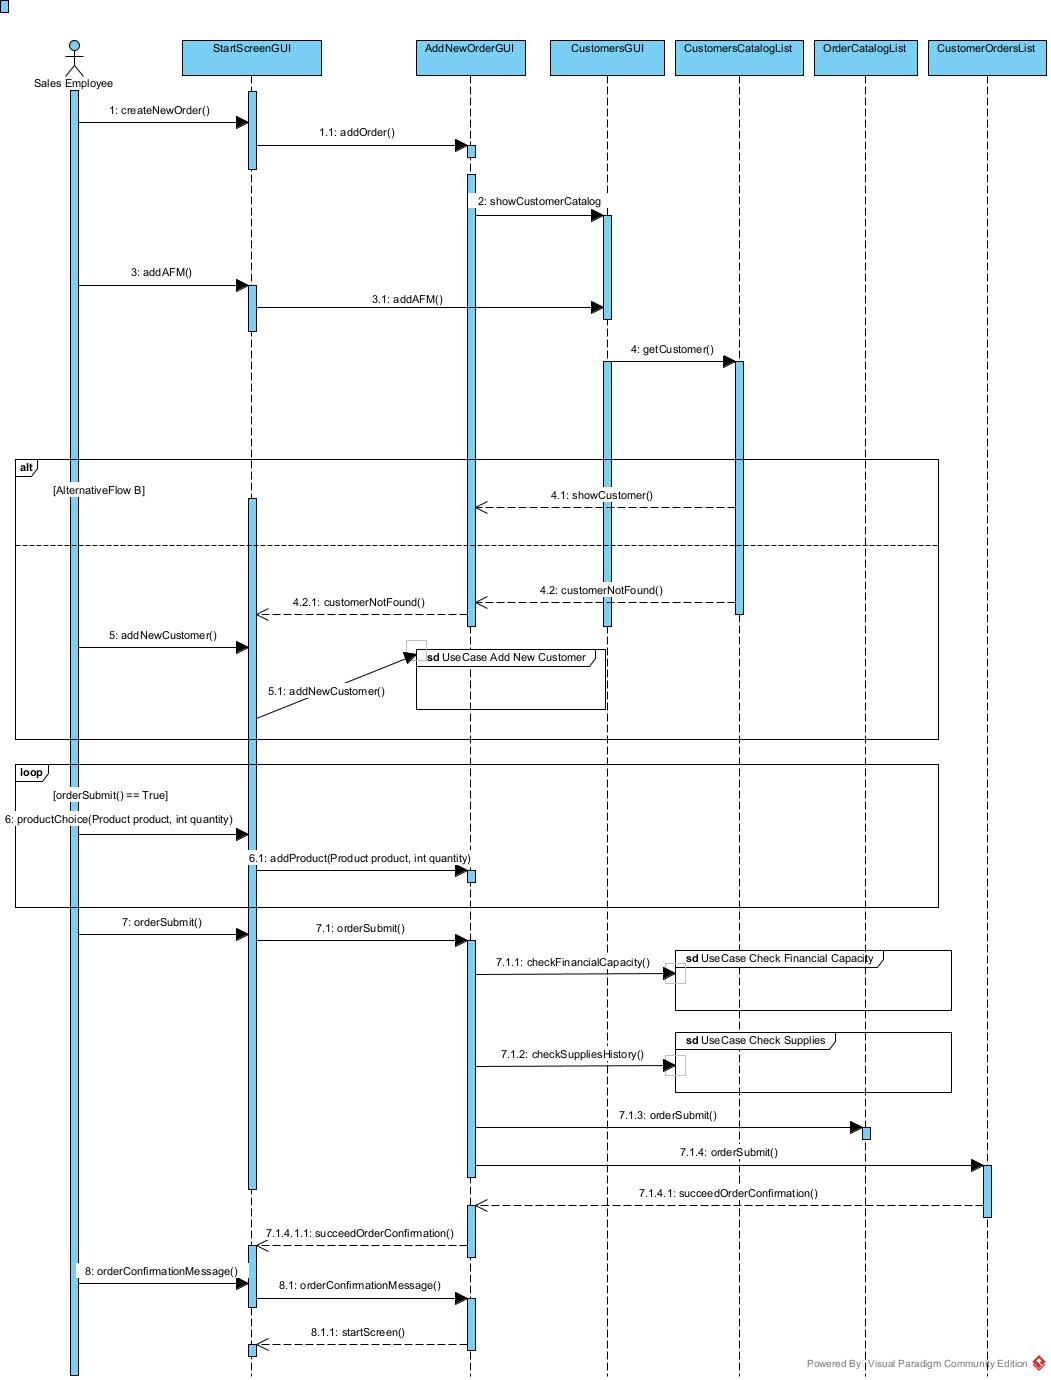 StartScreenGUI
AddNewOrderGUI
CustomersGUI
CustomersCatalogList
OrderCatalogList
CustomerOrdersList
Sales Employee
1: createNewOrder()
1.1: addOrder()
2: showCustomerCatalog
3: addAFM()
3.1: addAFM()
4: getCustomer()
alt
[AlternativeFlow B]
4.1: showCustomer()
4.2: customerNotFound()
4.2.1: customerNotFound()
5: addNewCustomer()
sd UseCase Add New Customer
5.1: addNewCustomer()
loop
[orderSubmit() == True]
6: productChoice(Product product, int quantity)
6.1: addProduct(Product product, int quantity)
7: orderSubmit()
7.1: orderSubmit()
7.1.1: checkFinancialCapacity()
sd UseCase Check Financial Capacity
sd UseCase Check Supplies
7.1.2: checkSuppliesHistory()
7.1.3: orderSubmit()
7.1.4: orderSubmit()
7.1.4.1: succeedOrderConfirmation()
7.1.4.1.1: succeedOrderConfirmation()
8: orderConfirmationMessage()
8.1: orderConfirmationMessage()
8.1.1: startScreen()
Powered By Visual Paradigm Community Edition